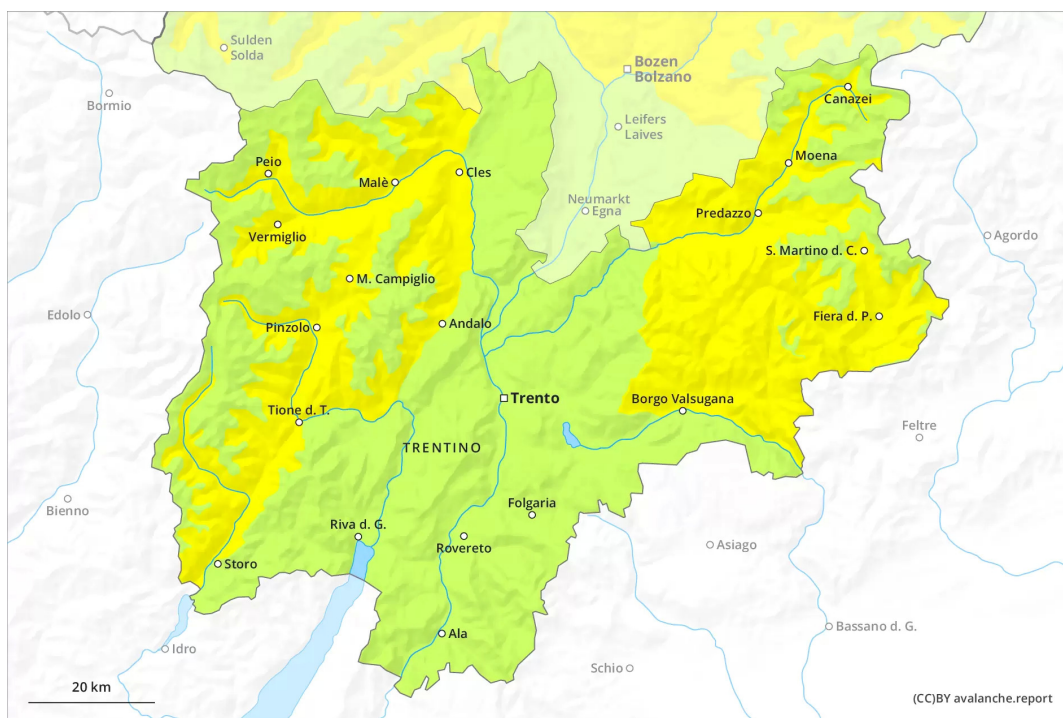 Sulden
Solda
Bozen
Bolzano
Bormio
Canazei
Leifers
Laives
Moena
Peio
Malè
Cles
Neumarkt
Egna
Predazzo
Vermiglio
Agordo
S. Martino d. C.
M. Campiglio
Edolo
Pinzolo
Andalo
Fiera d. P.
Trento
Borgo Valsugana
Tione d. T.
TRENTINO
Feltre
Bienno
Folgaria
Riva d. G.
Rovereto
Asiago
Storo
Ala
Bassano d. G.
Idro
Schio
20 km
(CC)BY avalanche.report